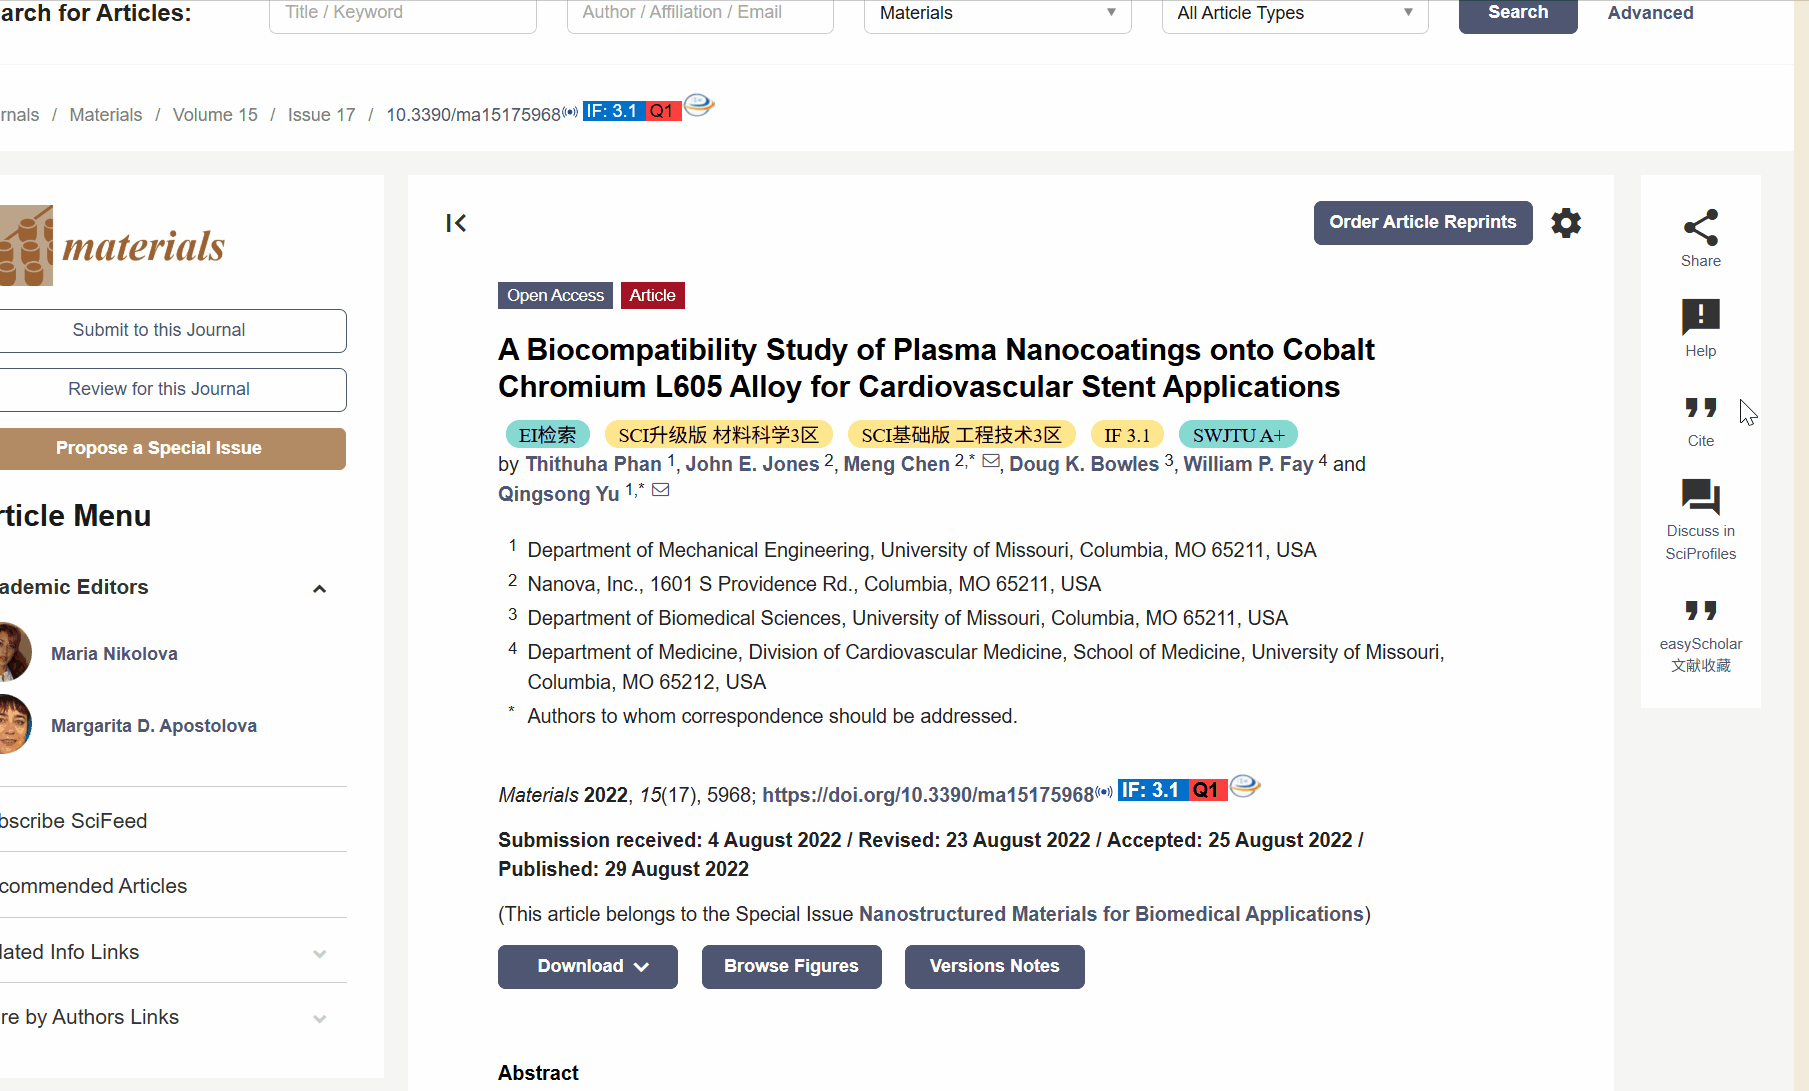 arch for Articles:
Title / Keyword
Author / Affiliation / Email
Materials
All Article Types
Search
Advanced
rnals / Materials / Volume 15 / Issue 17 / 10.3390/ma15175968 IF: 3.1 Q1
materials
Submit to this Journal
Review for this Journal
Propose a Special Issue
rticle Menu
ademic Editors
Maria Nikolova
Margarita D. Apostolova
bscribe SciFeed
commended Articles
lated Info Links
re by Authors Links
Order Article Reprints
Open Access Article
A Biocompatibility Study of Plasma Nanocoatings onto Cobalt
Chromium L605 Alloy for Cardiovascular Stent Applications
EI检索 SCI升级版 材料科学3区 SCI基础版 工程技术3区 IF 3.1 SWJTU A+
by Thithuha Phan 1, John E. Jones 2, Meng Chen 2,* , Doug K. Bowles 3, William P. Fay 4 and
Qingsong Yu 1,*
1 Department of Mechanical Engineering, University of Missouri, Columbia, MO 65211, USA
2 Nanova, Inc., 1601 S Providence Rd., Columbia, MO 65211, USA
3 Department of Biomedical Sciences, University of Missouri, Columbia, MO 65211, USA
4 Department of Medicine, Division of Cardiovascular Medicine, School of Medicine, University of Missouri,
Columbia, MO 65212, USA
* Authors to whom correspondence should be addressed.
Materials 2022, 15(17), 5968; https://doi.org/10.3390/ma15175968 IF: 3.1 Q1
Submission received: 4 August 2022 / Revised: 23 August 2022 / Accepted: 25 August 2022 /
Published: 29 August 2022
(This article belongs to the Special Issue Nanostructured Materials for Biomedical Applications)
Download
Browse Figures
Versions Notes
Abstract
Share
Help
Cite
Discuss in
SciProfiles
easyScholar
文献收藏